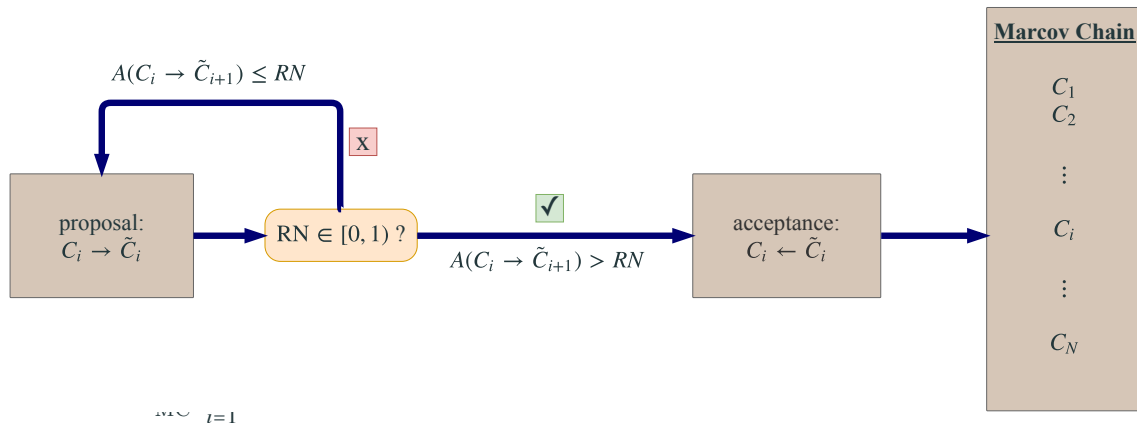 Marcov Chain
A(C_i → C̃_{i+1}) ≤ RN
C_1
C_2
x
⋮
proposal:
C_i → C̃_i
RN ∈ [0, 1) ?
✓
A(C_i → C̃_{i+1}) > RN
acceptance:
C_i ← C̃_i
C_i
⋮
C_N
i=1